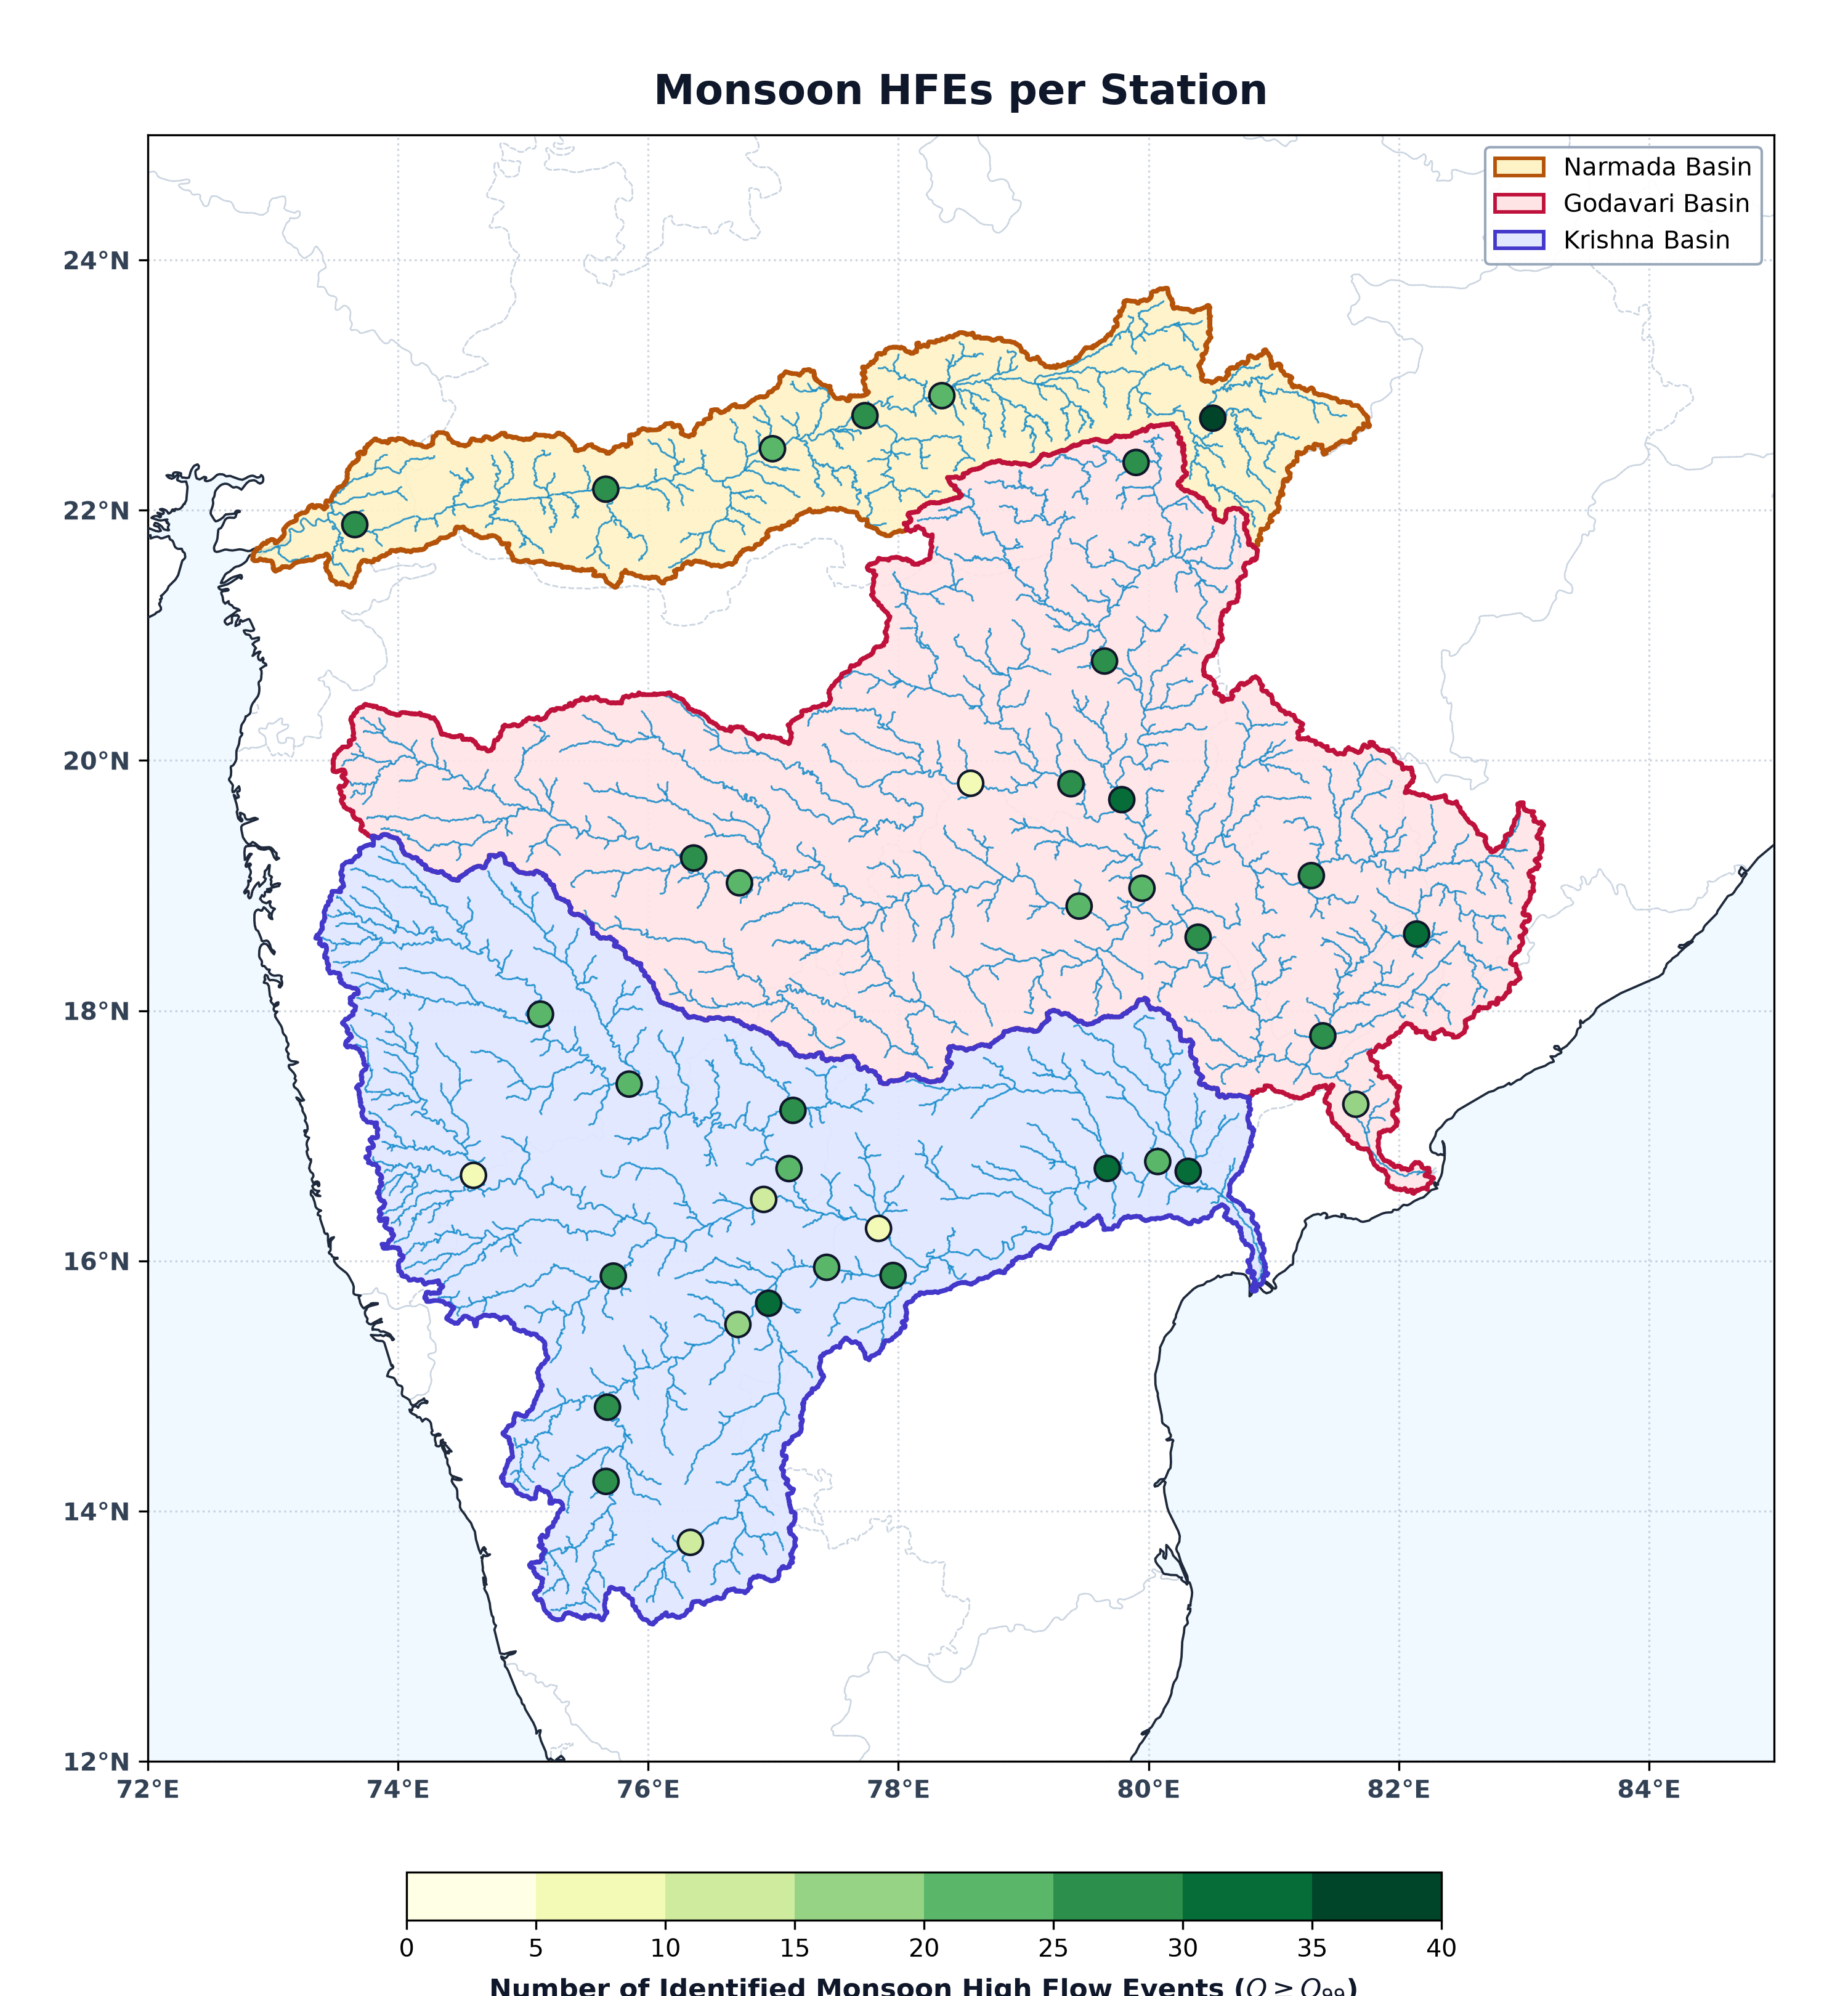 Monsoon HFEs per Station
Narmada Basin
Godavari Basin
Krishna Basin
24°N
22°N
20°N
18°N
16°N
14°N
12°N
72°E 74°E 76°E 78°E 80°E 82°E 84°E
0 5 10 15 20 25 30 35 40
Number of Identified Monsoon High Flow Events (Q ≥ Q₉₉)